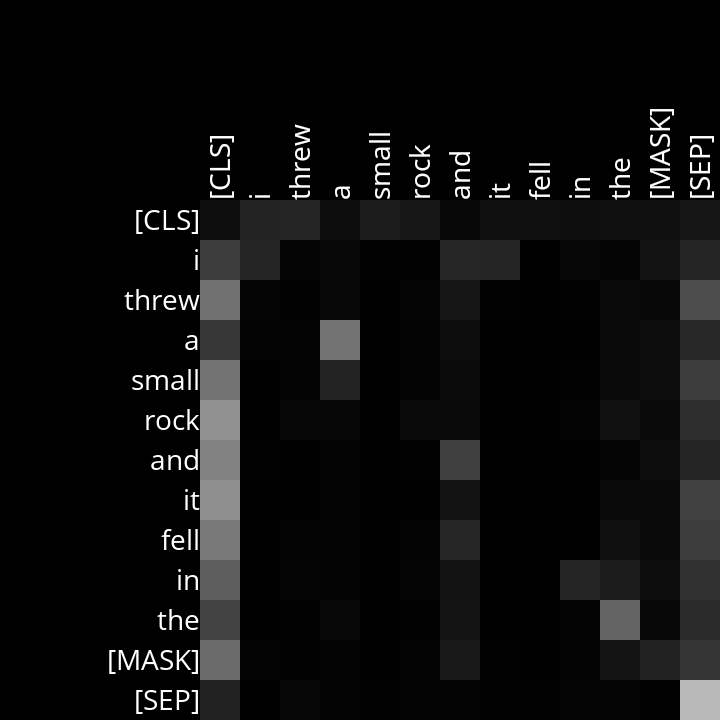 [CLS] i threw a small rock and it fell in the [MASK] [SEP]
[CLS]
i
threw
a
small
rock
and
it
fell
in
the
[MASK]
[SEP]